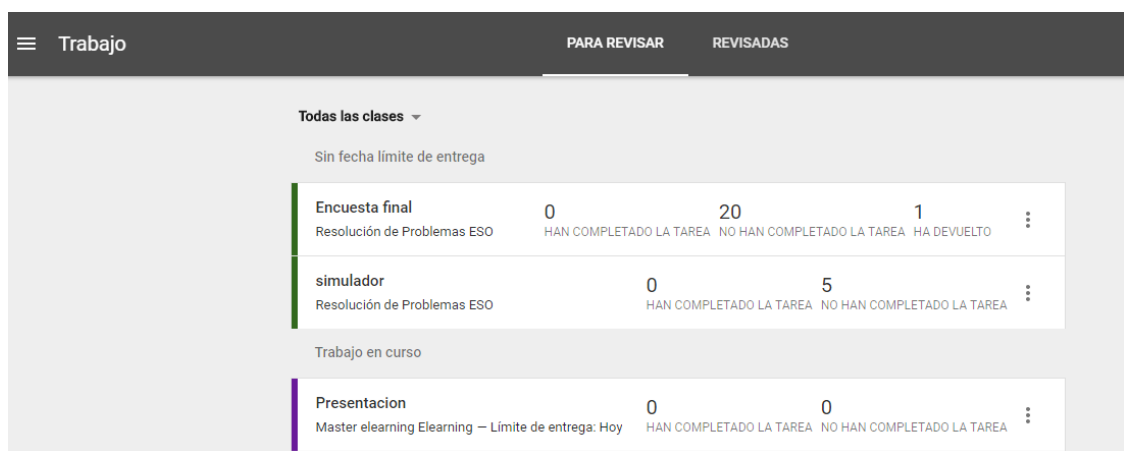 Trabajo PARA REVISAR REVISADAS
Todas las clases
Sin fecha límite de entrega
Encuesta final 0 20 1
Resolución de Problemas ESO HAN COMPLETADO LA TAREA NO HAN COMPLETADO LA TAREA HA DEVUELTO
simulador 0 5
Resolución de Problemas ESO HAN COMPLETADO LA TAREA NO HAN COMPLETADO LA TAREA
Trabajo en curso
Presentacion 0 0
Master elearning Elearning — Límite de entrega: Hoy HAN COMPLETADO LA TAREA NO HAN COMPLETADO LA TAREA